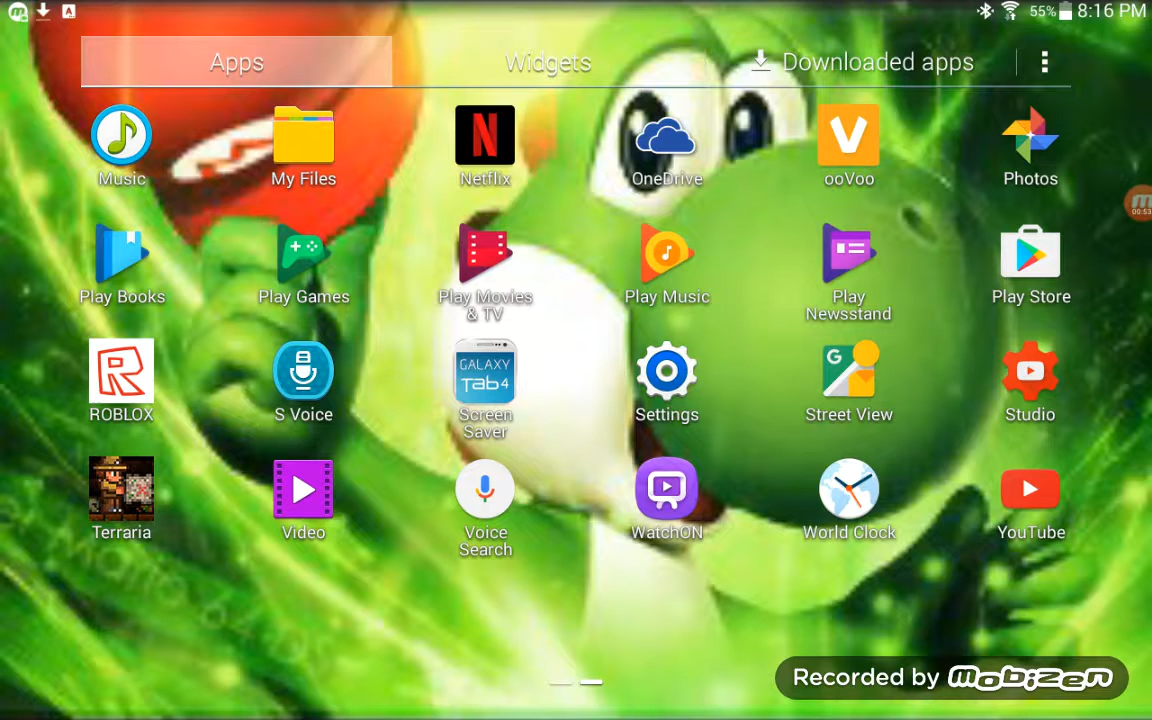 55% 8:16 PM
Apps Widgets Downloaded apps
Music My Files Netflix OneDrive ooVoo Photos
00:53
Play Books Play Games Play Movies & TV Play Music Play Newsstand Play Store
GALAXY
Tab4
ROBLOX S Voice Screen Saver Settings Street View Studio
Terraria Video Voice Search WatchON World Clock YouTube
Recorded by mobizen